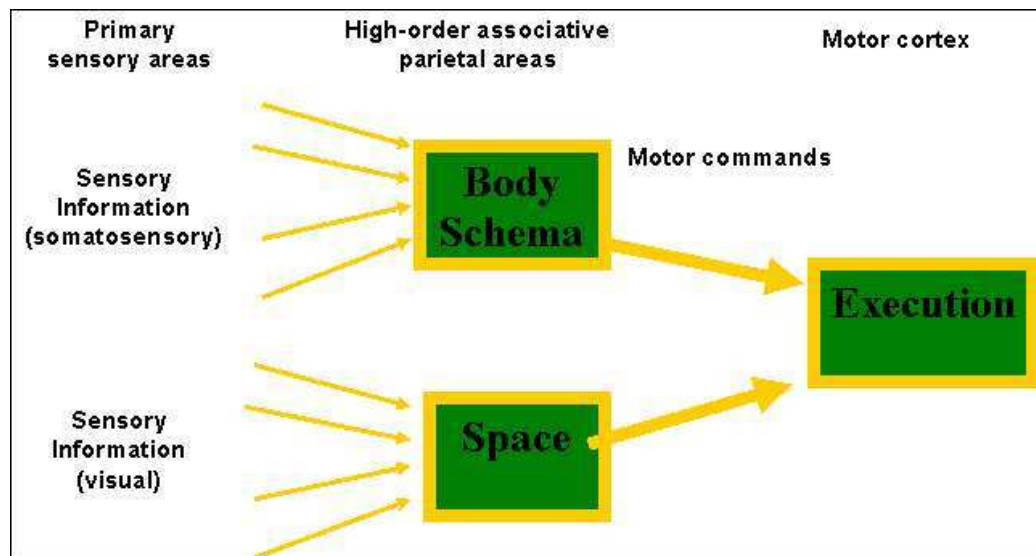 Primary
sensory areas
High-order associative
parietal areas
Motor cortex
Sensory
Information
(somatosensory)
Body
Schema
Motor commands
Execution
Sensory
Information
(visual)
Space